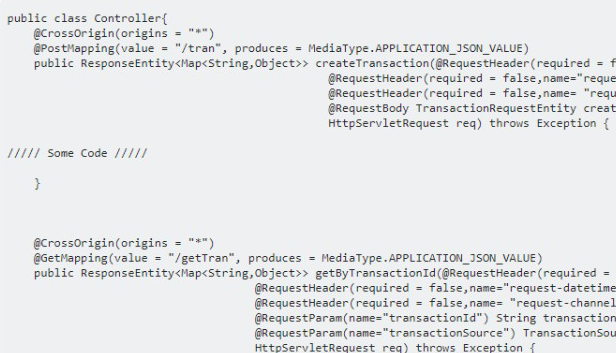 public class Controller{
@CrossOrigin(origins = "*")
@PostMapping(value = "/tran", produces = MediaType.APPLICATION_JSON_VALUE)
public ResponseEntity<Map<String,Object>> createTransaction(@RequestHeader(required = f
@RequestHeader(required = false,name="reque
@RequestHeader(required = false,name= "requ
@RequestBody TransactionRequestEntity creat
HttpServletRequest req) throws Exception {
///// Some Code /////
}
@CrossOrigin(origins = "*")
@GetMapping(value = "/getTran", produces = MediaType.APPLICATION_JSON_VALUE)
public ResponseEntity<Map<String,Object>> getByTransactionId(@RequestHeader(required =
@RequestHeader(required = false,name="request-datetime
@RequestHeader(required = false,name= "request-channel
@RequestParam(name="transactionId") String transaction
@RequestParam(name="transactionSource") TransactionSou
HttpServletRequest req) throws Exception {